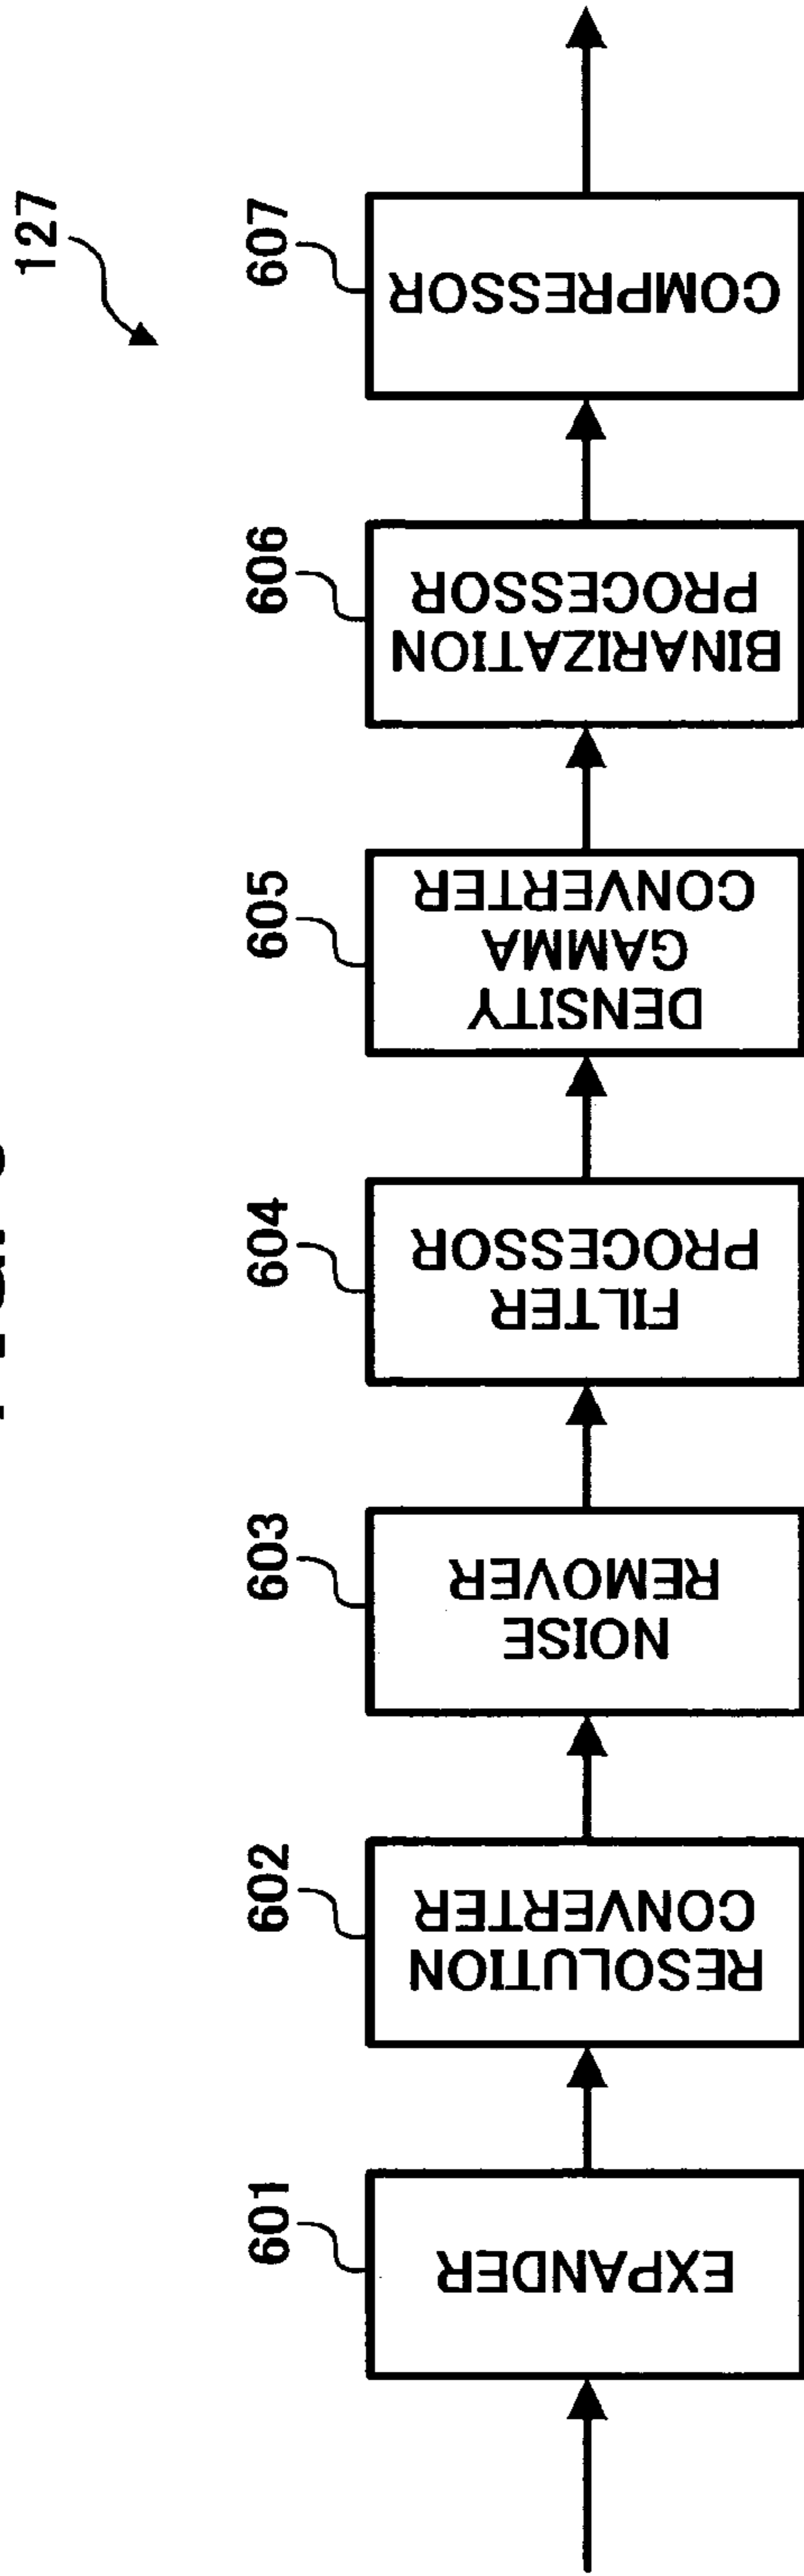 127
601
EXPANDER
602
RESOLUTION
CONVERTER
603
NOISE
REMOVER
604
FILTER
PROCESSOR
605
DENSITY
GAMMA
CONVERTER
606
BINARIZATION
PROCESSOR
607
COMPRESSOR